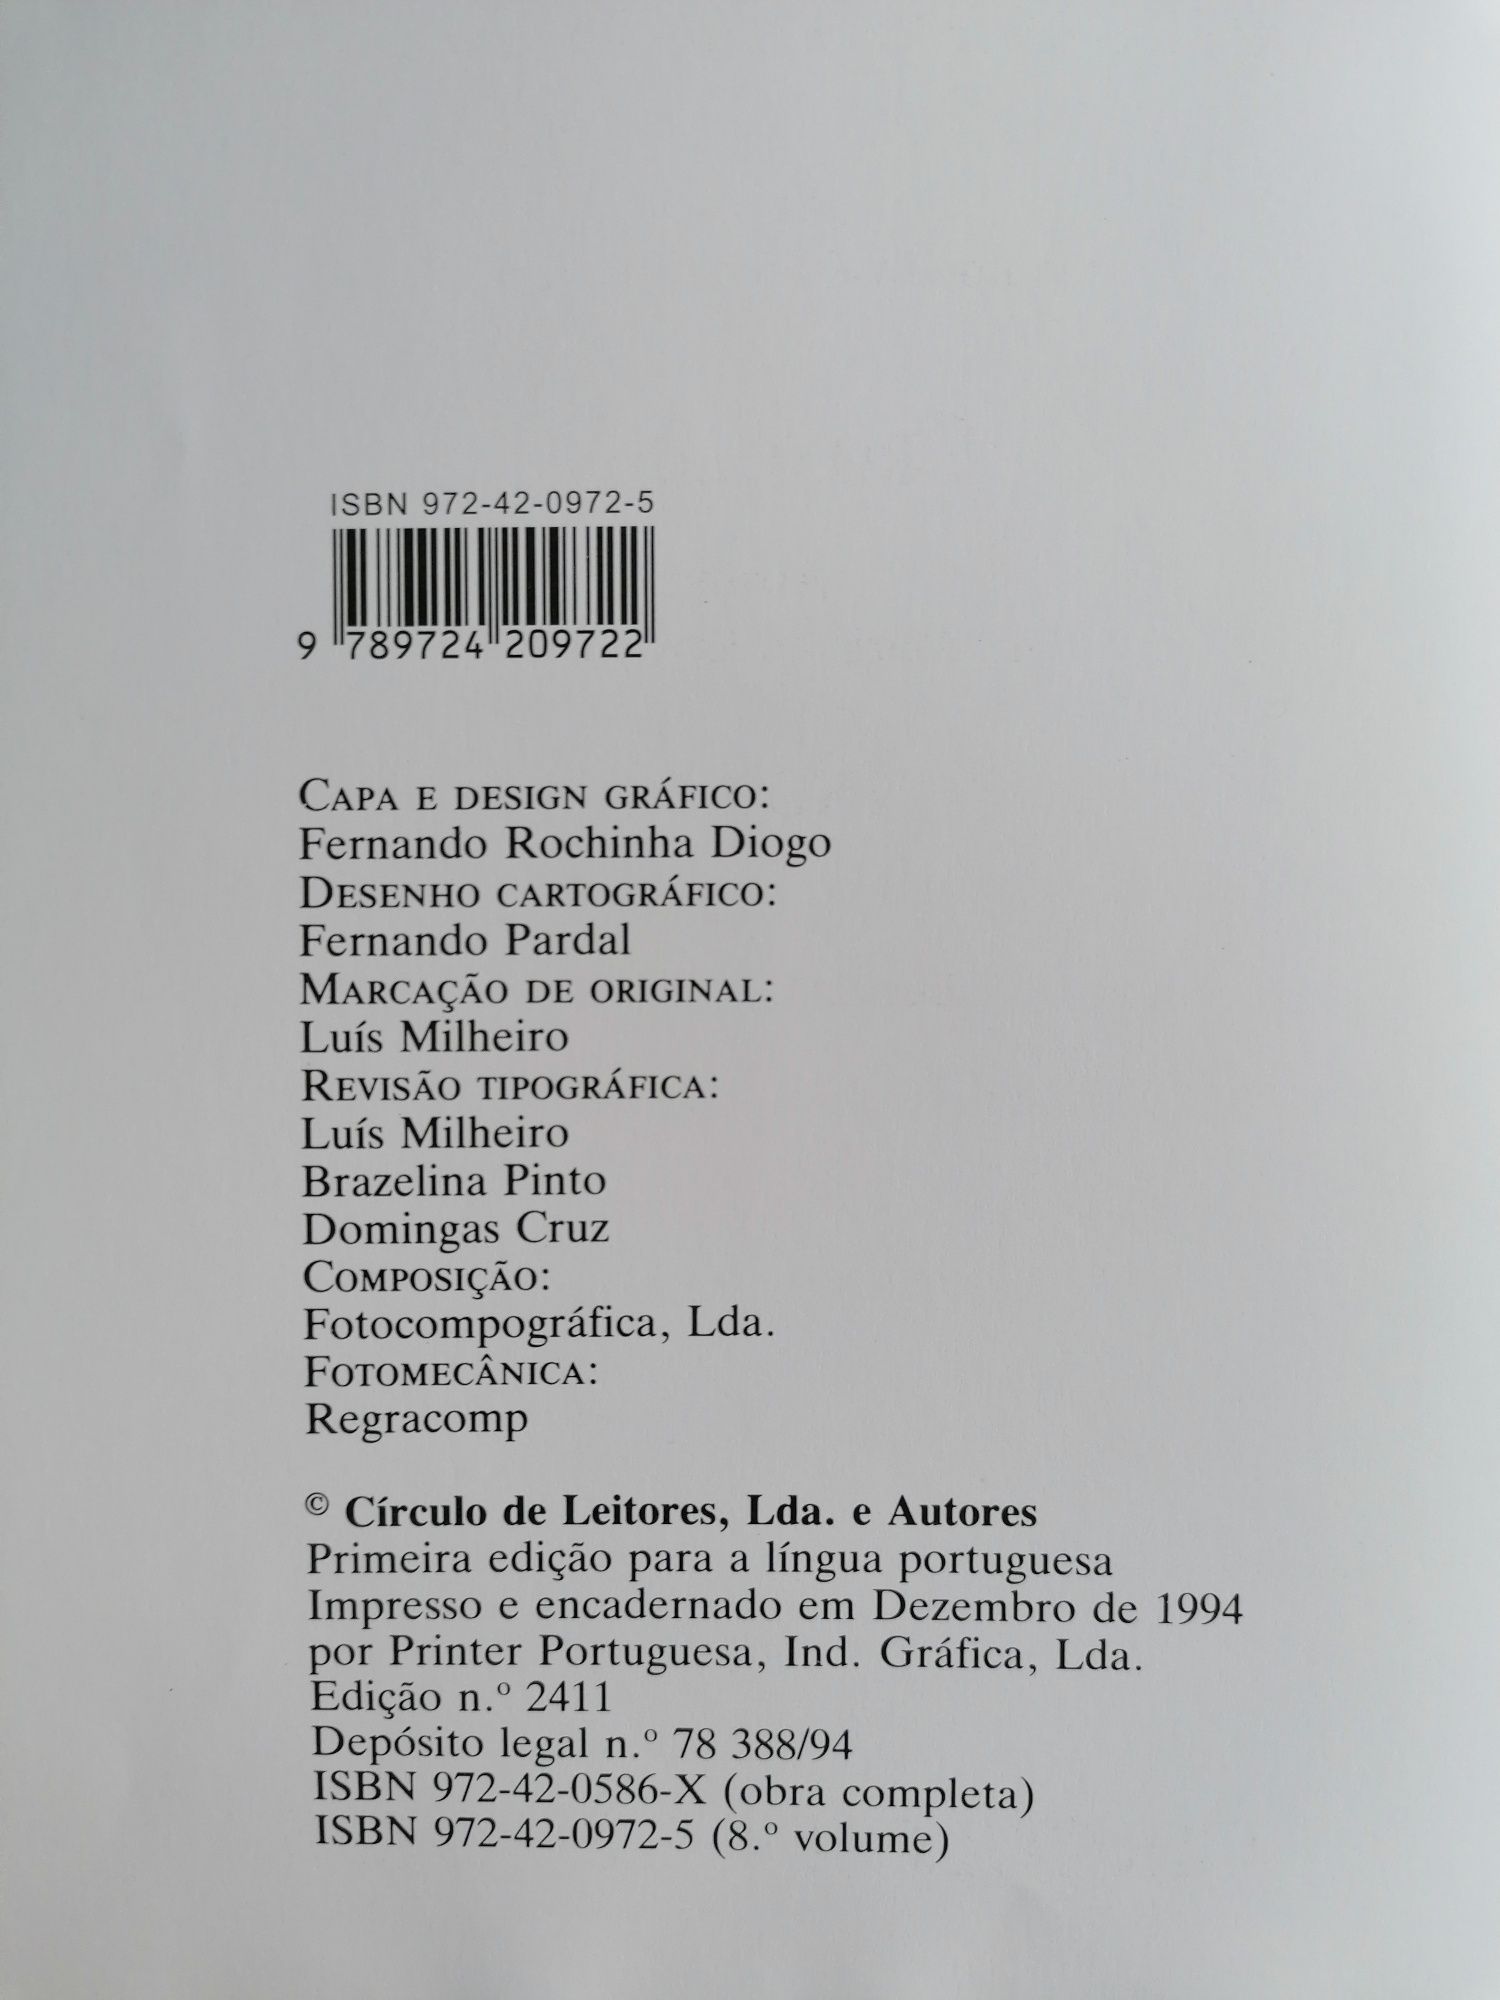 ISBN 972-42-0972-5
9 789724 209722
CAPA E DESIGN GRÁFICO:
Fernando Rochinha Diogo
DESENHO CARTOGRÁFICO:
Fernando Pardal
MARCAÇÃO DE ORIGINAL:
Luís Milheiro
REVISÃO TIPOGRÁFICA:
Luís Milheiro
Brazelina Pinto
Domingas Cruz
COMPOSIÇÃO:
Fotocompográfica, Lda.
FOTOMECÂNICA:
Regracomp
© Círculo de Leitores, Lda. e Autores
Primeira edição para a língua portuguesa
Impresso e encadernado em Dezembro de 1994
por Printer Portuguesa, Ind. Gráfica, Lda.
Edição n.º 2411
Depósito legal n.º 78 388/94
ISBN 972-42-0586-X (obra completa)
ISBN 972-42-0972-5 (8.º volume)